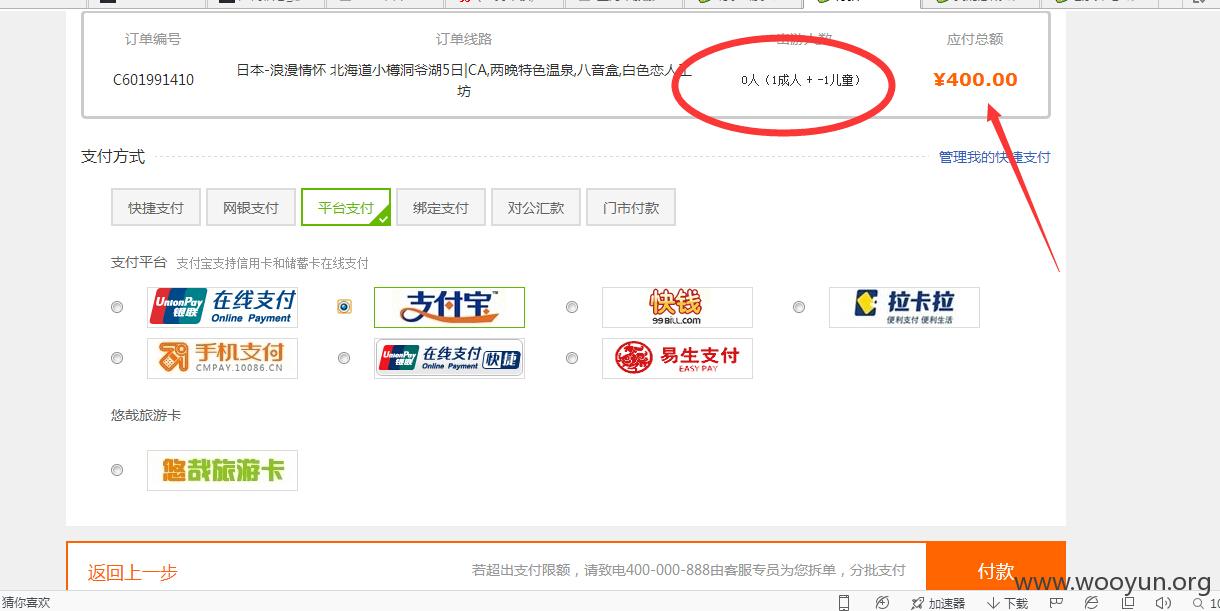 订单编号 订单线路 出游人数 应付总额
C601991410 日本-浪漫情怀 北海道小樽洞爷湖5日|CA,两晚特色温泉,八音盒,白色恋人工 0人（1成人 + -1儿童） ¥400.00
坊
支付方式 管理我的快捷支付
快捷支付 网银支付 平台支付 绑定支付 对公汇款 门市付款
支付平台 支付宝支持信用卡和储蓄卡在线支付
UnionPay 银联 在线支付 Online Payment 支付宝™ 快钱 99BILL.COM 拉卡拉 便利支付 便利生活
手机支付 CMPAY.10086.CN UnionPay 银联 在线支付 Online Payment 快捷 易生支付 EASY PAY
悠哉旅游卡
悠哉旅游卡
返回上一步 若超出支付限额，请致电400-000-888由客服专员为您拆单，分批支付 付款
www.wooyun.org
猜你喜欢 加速器 下载